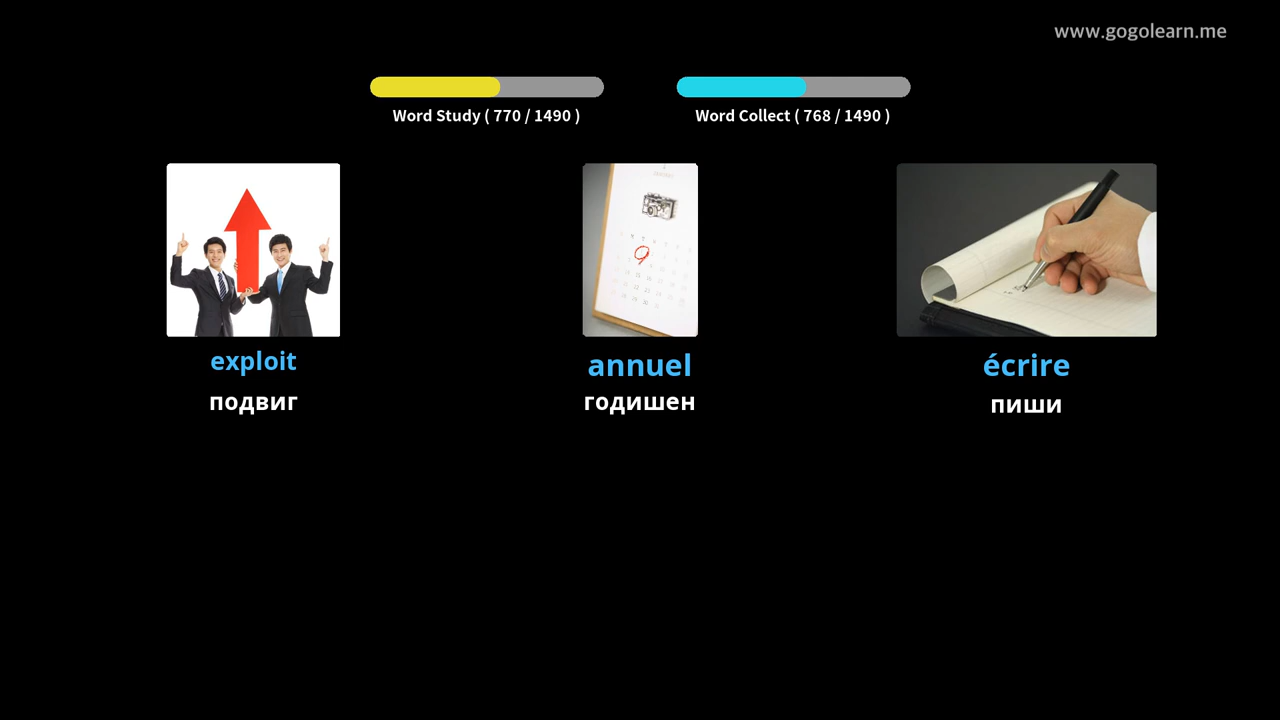 www.gogolearn.me
Word Study ( 770 / 1490 )
Word Collect ( 768 / 1490 )
exploit
подвиг
annuel
годишен
écrire
пиши